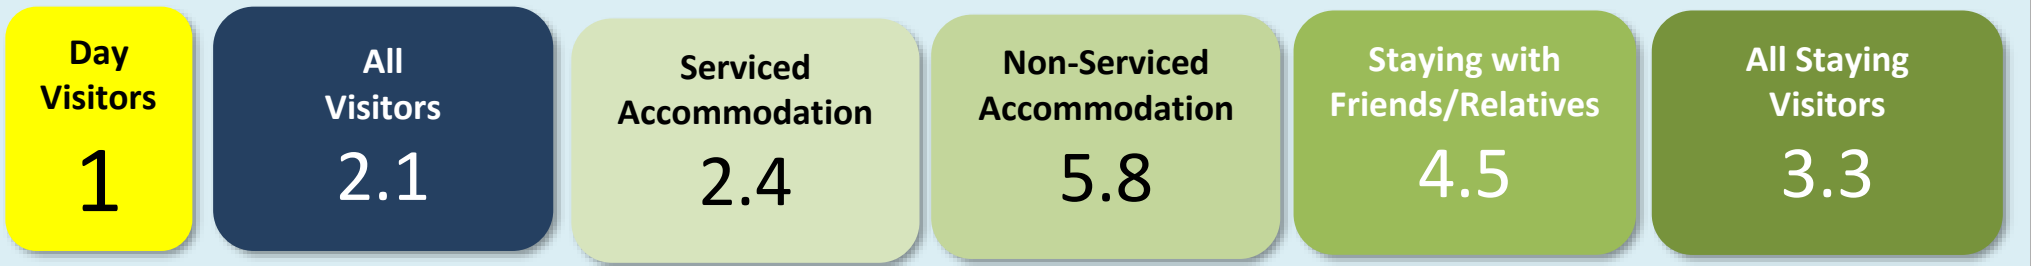 Day
Visitors
1
All
Visitors
2.1
Serviced
Accommodation
2.4
Non-Serviced
Accommodation
5.8
Staying with
Friends/Relatives
4.5
All Staying
Visitors
3.3